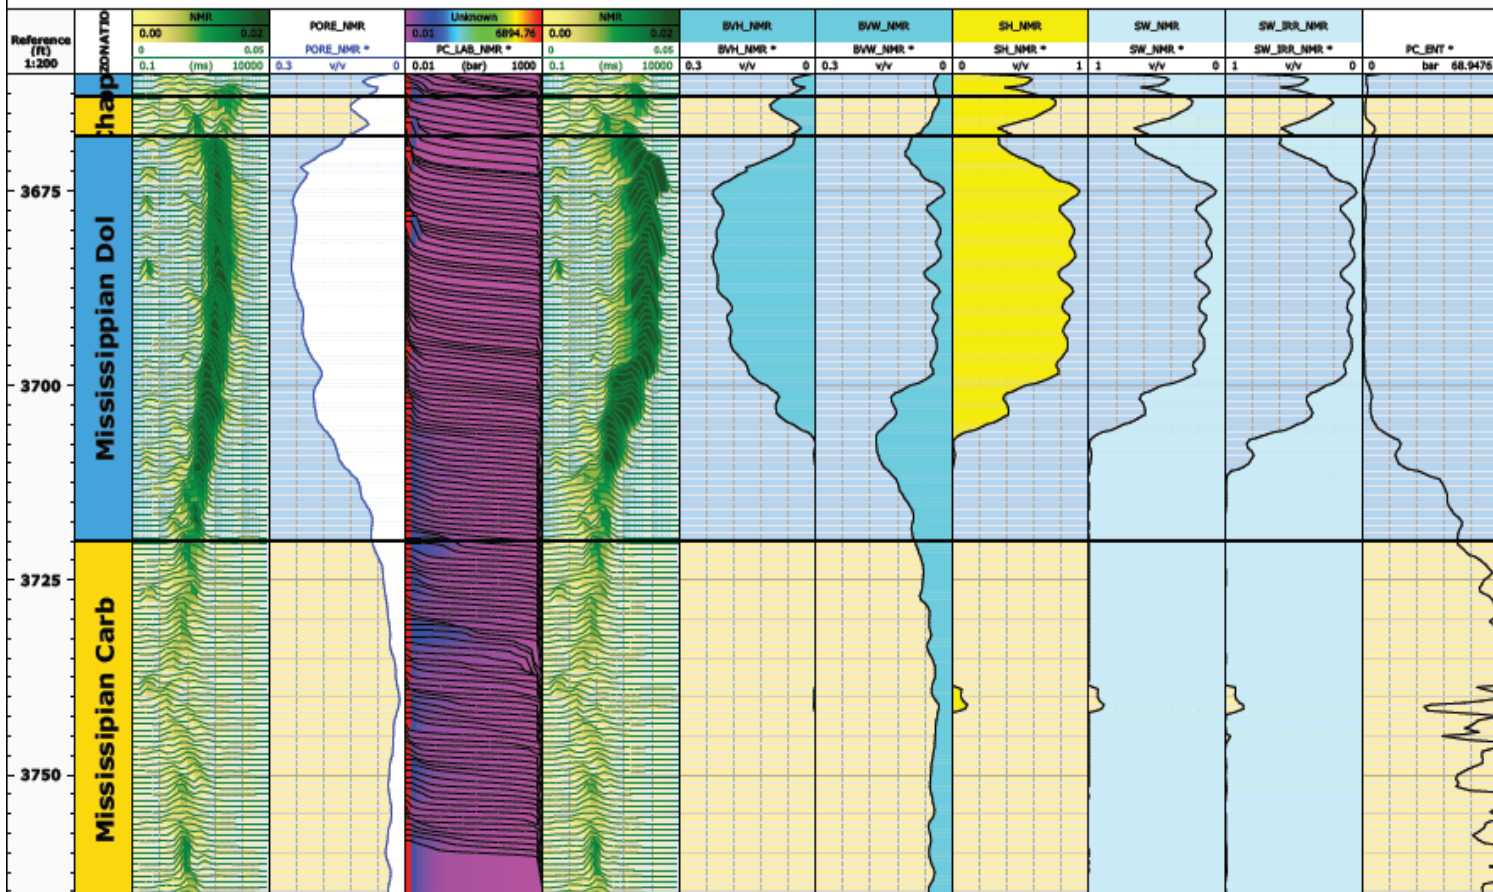 Reference
(ft)
1:200
ZONATIO
NMR
0.00 0.02
0 0.05
0.1 (ms) 10000
PORE_NMR
PORE_NMR *
0.3 v/v 0
Unknown
0.01 6894.76
PC_LAB_NMR *
0.01 (bar) 1000
NMR
0.00 0.02
0 0.05
0.1 (ms) 10000
BVH_NMR
BVH_NMR *
0.3 v/v 0
BVW_NMR
BVW_NMR *
0.3 v/v 0
SH_NMR
SH_NMR *
0 v/v 1
SW_NMR
SW_NMR *
1 v/v 0
SW_IRR_NMR
SW_IRR_NMR *
1 v/v 0
PC_ENT *
0 bar 68.9476
Chap
Mississippian Dol
Missisipian Carb
3675
3700
3725
3750